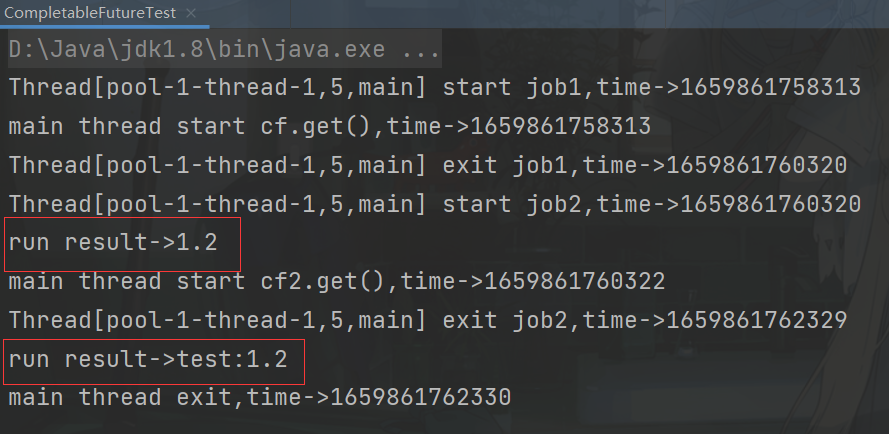 CompletableFutureTest ×
D:\Java\jdk1.8\bin\java.exe ...
Thread[pool-1-thread-1,5,main] start job1,time->1659861758313
main thread start cf.get(),time->1659861758313
Thread[pool-1-thread-1,5,main] exit job1,time->1659861760320
Thread[pool-1-thread-1,5,main] start job2,time->1659861760320
run result->1.2
main thread start cf2.get(),time->1659861760322
Thread[pool-1-thread-1,5,main] exit job2,time->1659861762329
run result->test:1.2
main thread exit,time->1659861762330